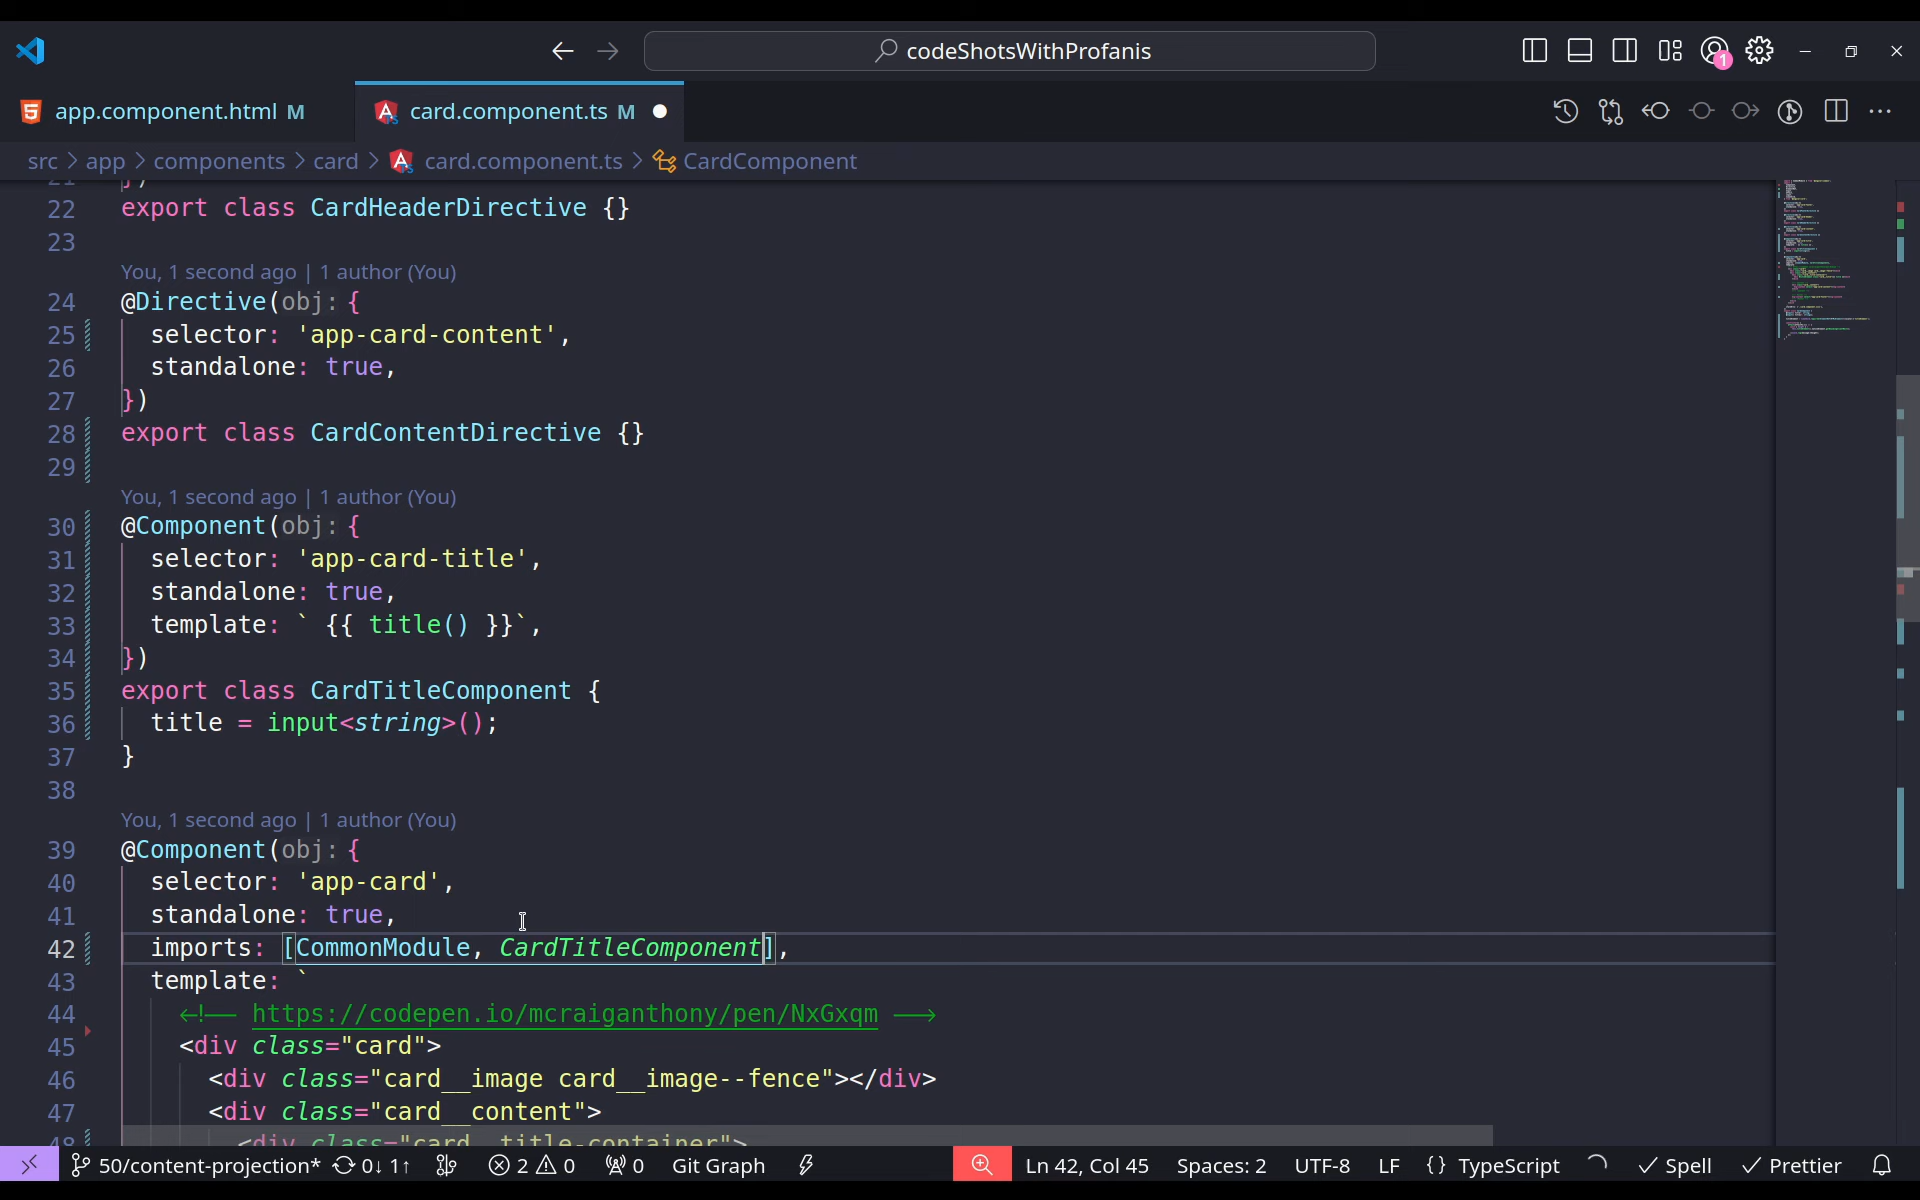 codeShotsWithProfanis
1
app.component.html M
card.component.ts M
src > app > components > card > card.component.ts > CardComponent
22 export class CardHeaderDirective {}
23
You, 1 second ago | 1 author (You)
24 @Directive(obj: {
25 selector: 'app-card-content',
26 standalone: true,
27 })
28 export class CardContentDirective {}
29
You, 1 second ago | 1 author (You)
30 @Component(obj: {
31 selector: 'app-card-title',
32 standalone: true,
33 template: ` {{ title() }}`,
34 })
35 export class CardTitleComponent {
36 title = input<string>();
37 }
38
You, 1 second ago | 1 author (You)
39 @Component(obj: {
40 selector: 'app-card',
41 standalone: true,
42 imports: [CommonModule, CardTitleComponent],
43 template: `
44 <!-- https://codepen.io/mcraiganthony/pen/NxGxqm -->
45 <div class="card">
46 <div class="card__image card__image--fence"></div>
47 <div class="card__content">
48 <div class="card__title-container">
50/content-projection* 0↓ 1↑ 2 0 0 Git Graph Ln 42, Col 45 Spaces: 2 UTF-8 LF {} TypeScript Spell Prettier